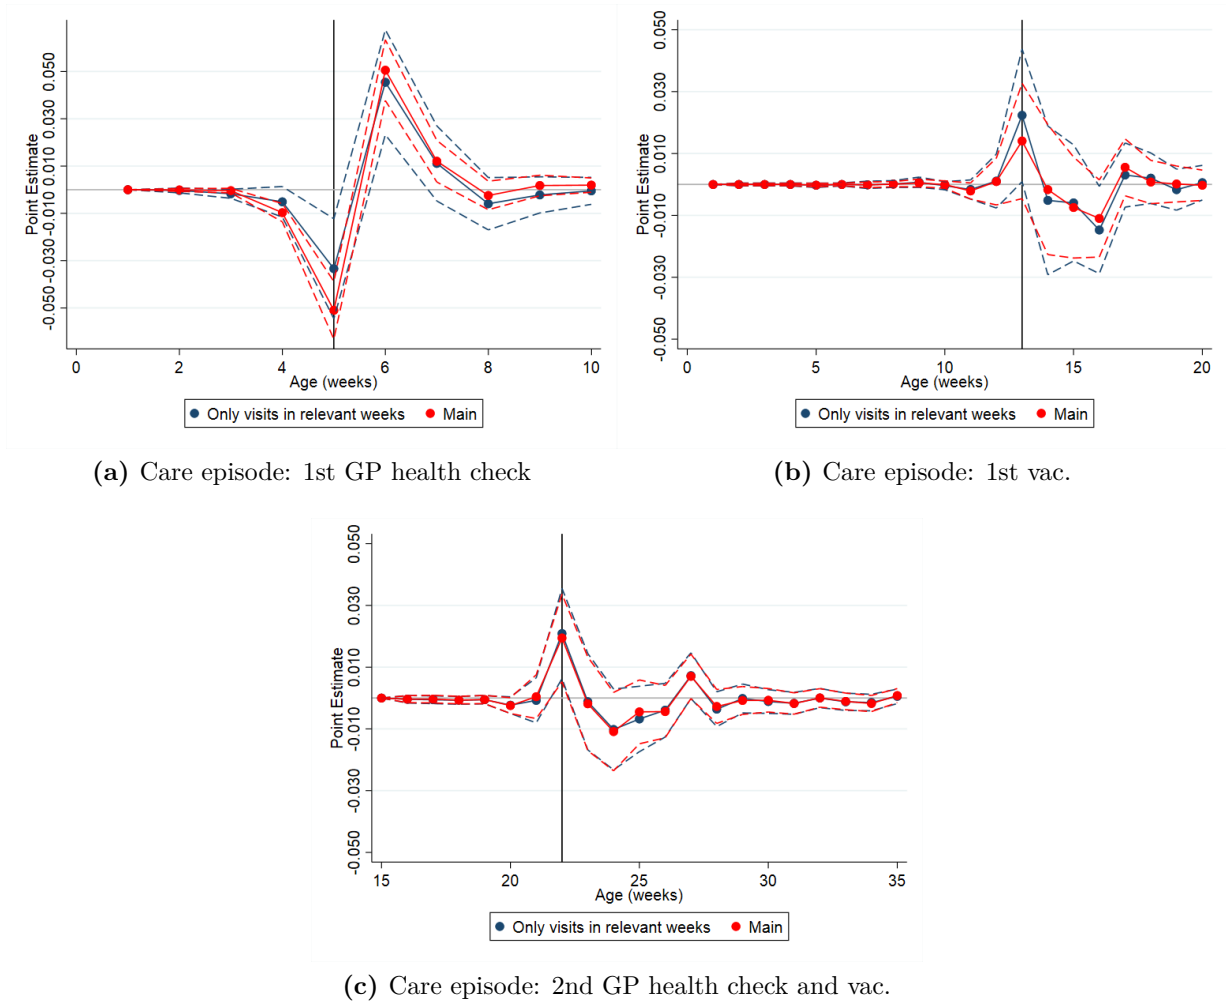 0.050
0.030
0.010
-0.010
-0.030
-0.050
Point Estimate
0 2 4 6 8 10
Age (weeks)
Only visits in relevant weeks Main
(a) Care episode: 1st GP health check
0.050
0.030
0.010
-0.010
-0.030
-0.050
Point Estimate
0 5 10 15 20
Age (weeks)
Only visits in relevant weeks Main
(b) Care episode: 1st vac.
0.050
0.030
0.010
-0.010
-0.030
-0.050
Point Estimate
15 20 25 30 35
Age (weeks)
Only visits in relevant weeks Main
(c) Care episode: 2nd GP health check and vac.